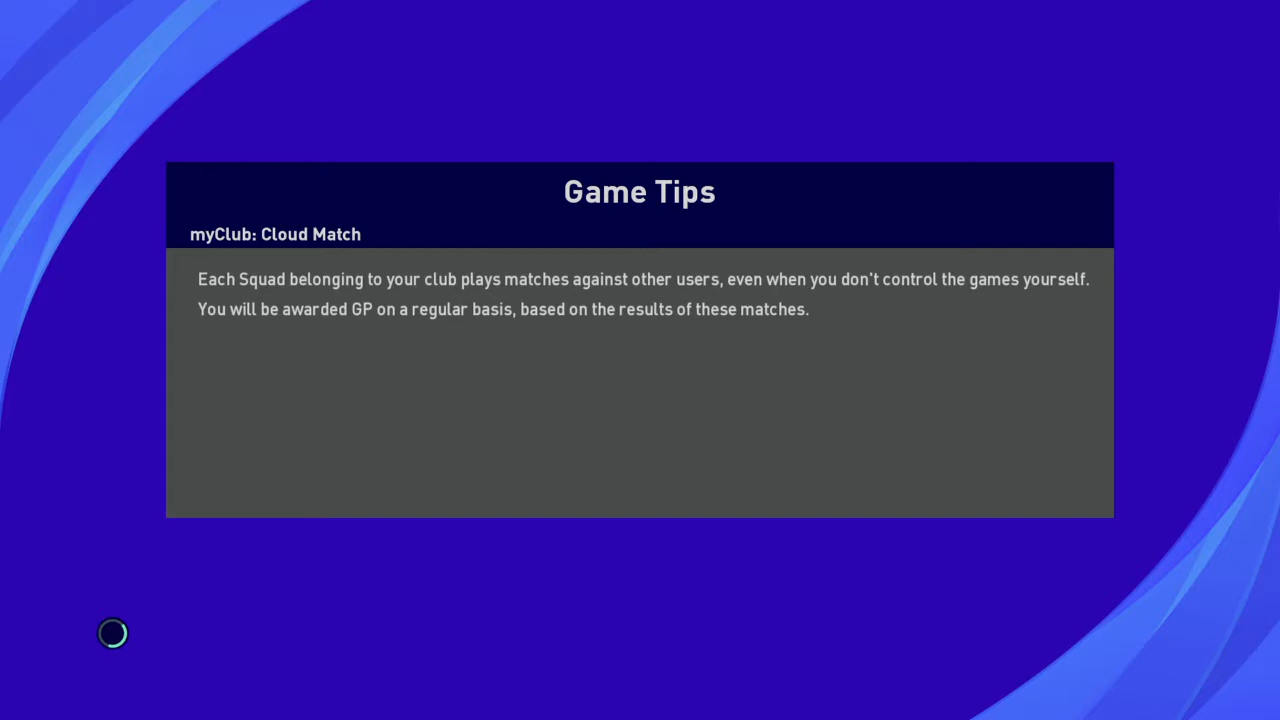 Game Tips
myClub: Cloud Match
Each Squad belonging to your club plays matches against other users, even when you don't control the games yourself.
You will be awarded GP on a regular basis, based on the results of these matches.